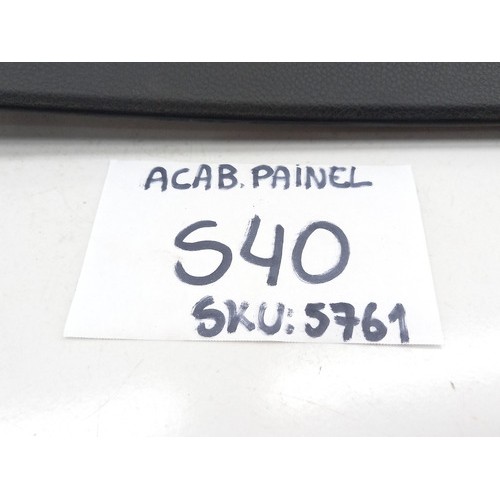 ACAB. PAINEL
S40
SKU: 5761